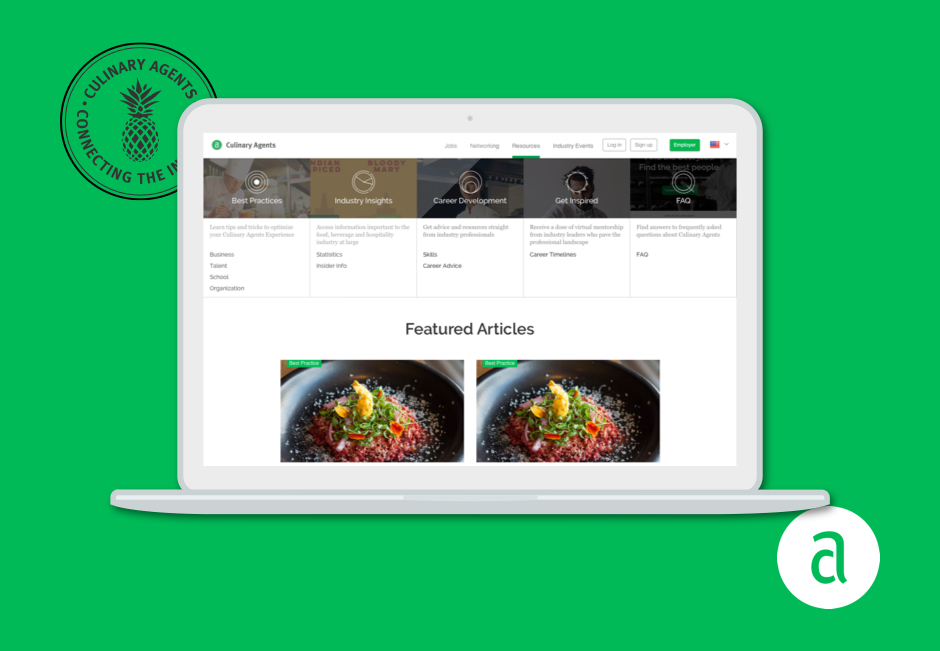 CULINARY AGENTS • CONNECTING THE
Culinary Agents
Jobs
Networking
Resources
Industry Events
Log in
Sign up
Employer
BLOODY
MARY
Find the best people
Best Practices
Industry Insights
Career Development
Get Inspired
FAQ
Learn tips and tricks to optimize
your Culinary Agents Experience
Business
Talent
School
Organization
Access information important to the
food, beverage and hospitality
industry at large
Statistics
Insider Info
Get advice and resources straight
from industry professionals
Skills
Career Advice
Receive a dose of virtual mentorship
from industry leaders who pave the
professional landscape
Career Timelines
Find answers to frequently asked
questions about Culinary Agents
FAQ
Featured Articles
Best Practice
Best Practice
a